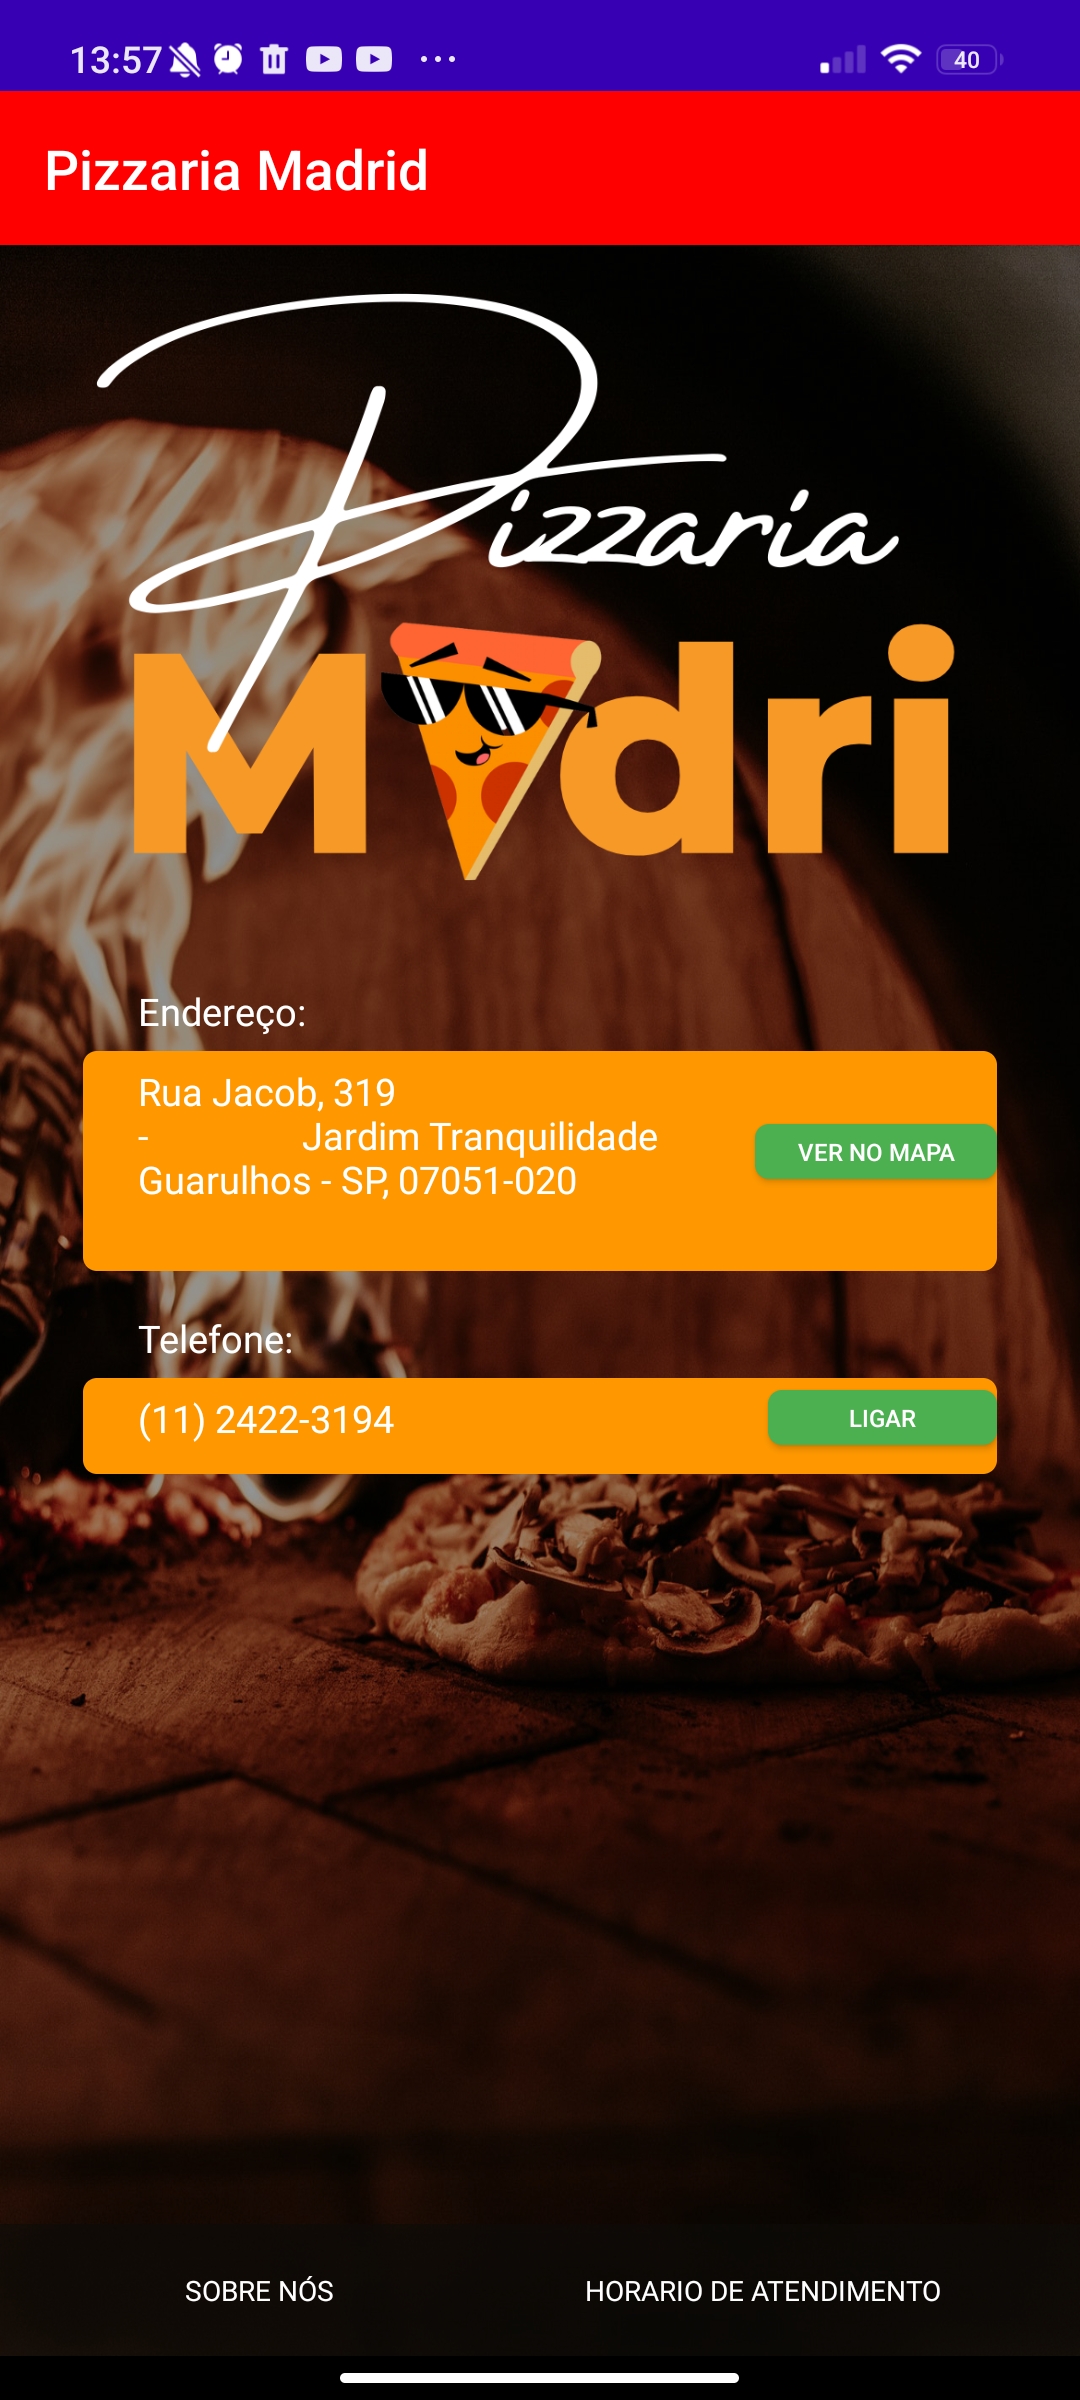 13:57 40
Pizzaria Madrid
Pizzaria
Madri
Endereço:
Rua Jacob, 319
- Jardim Tranquilidade
Guarulhos - SP, 07051-020
VER NO MAPA
Telefone:
(11) 2422-3194
LIGAR
SOBRE NÓS
HORARIO DE ATENDIMENTO